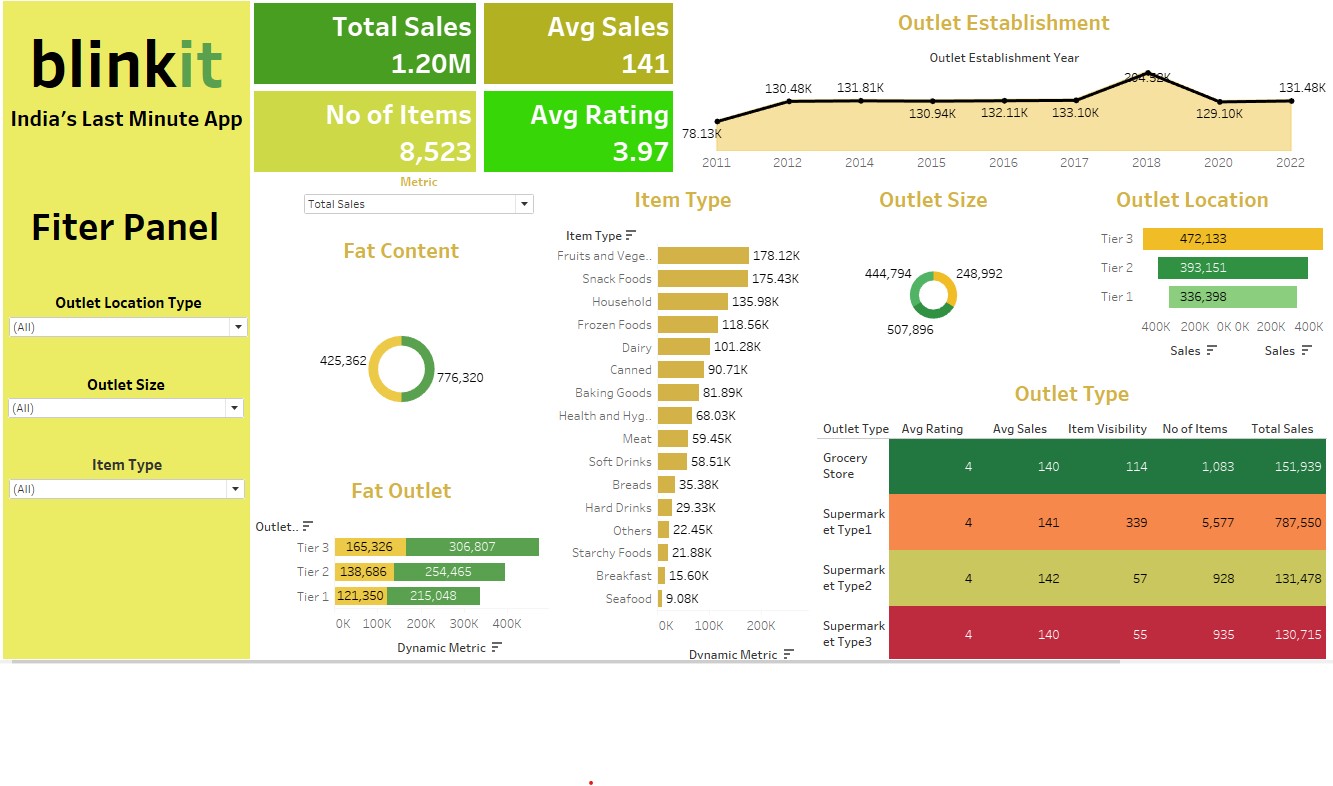 blinkit
India's Last Minute App
Fiter Panel
Outlet Location Type
(All)
Outlet Size
(All)
Item Type
(All)
Total Sales
1.20M
Avg Sales
141
No of Items
8,523
Avg Rating
3.97
Outlet Establishment
Outlet Establishment Year
78.13K
130.48K
131.81K
130.94K
132.11K
133.10K
204.52K
129.10K
131.48K
2011 2012 2014 2015 2016 2017 2018 2020 2022
Metric
Total Sales
Fat Content
425,362
776,320
Fat Outlet
Outlet..
Tier 3 165,326 306,807
Tier 2 138,686 254,465
Tier 1 121,350 215,048
0K 100K 200K 300K 400K
Dynamic Metric
Item Type
Item Type
Fruits and Vege.. 178.12K
Snack Foods 175.43K
Household 135.98K
Frozen Foods 118.56K
Dairy 101.28K
Canned 90.71K
Baking Goods 81.89K
Health and Hyg.. 68.03K
Meat 59.45K
Soft Drinks 58.51K
Breads 35.38K
Hard Drinks 29.33K
Others 22.45K
Starchy Foods 21.88K
Breakfast 15.60K
Seafood 9.08K
0K 100K 200K
Dynamic Metric
Outlet Size
444,794
248,992
507,896
Outlet Location
Tier 3 472,133
Tier 2 393,151
Tier 1 336,398
400K 200K 0K 0K 200K 400K
Sales Sales
Outlet Type
Outlet Type Avg Rating Avg Sales Item Visibility No of Items Total Sales
Grocery
Store 4 140 114 1,083 151,939
Supermark
et Type1 4 141 339 5,577 787,550
Supermark
et Type2 4 142 57 928 131,478
Supermark
et Type3 4 140 55 935 130,715